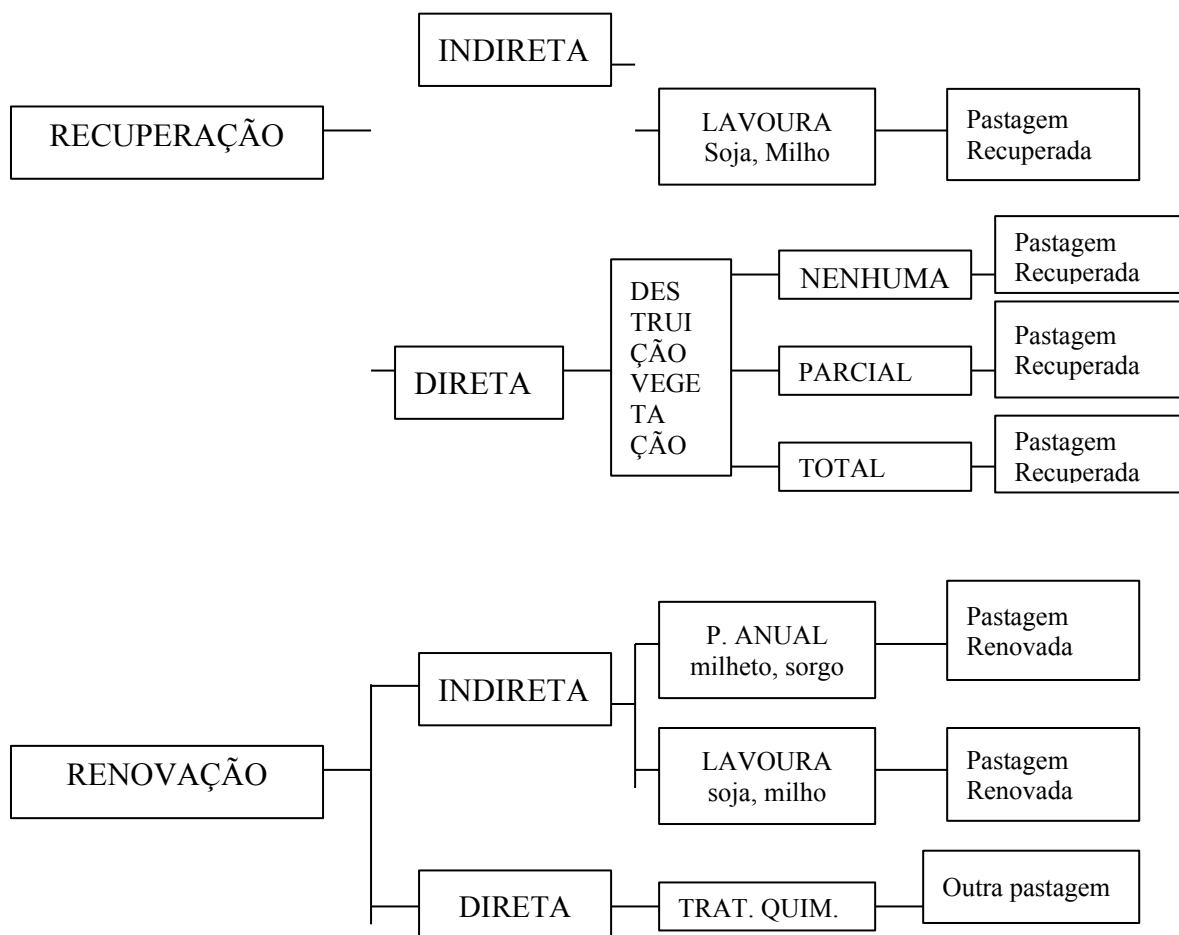 INDIRETA
RECUPERAÇÃO
LAVOURA
Soja, Milho
Pastagem
Recuperada
DIRETA
DES
TRUI
ÇÃO
VEGE
TA
ÇÃO
NENHUMA
Pastagem
Recuperada
PARCIAL
Pastagem
Recuperada
TOTAL
Pastagem
Recuperada
RENOVAÇÃO
INDIRETA
P. ANUAL
milheto, sorgo
Pastagem
Renovada
LAVOURA
soja, milho
Pastagem
Renovada
DIRETA
TRAT. QUIM.
Outra pastagem